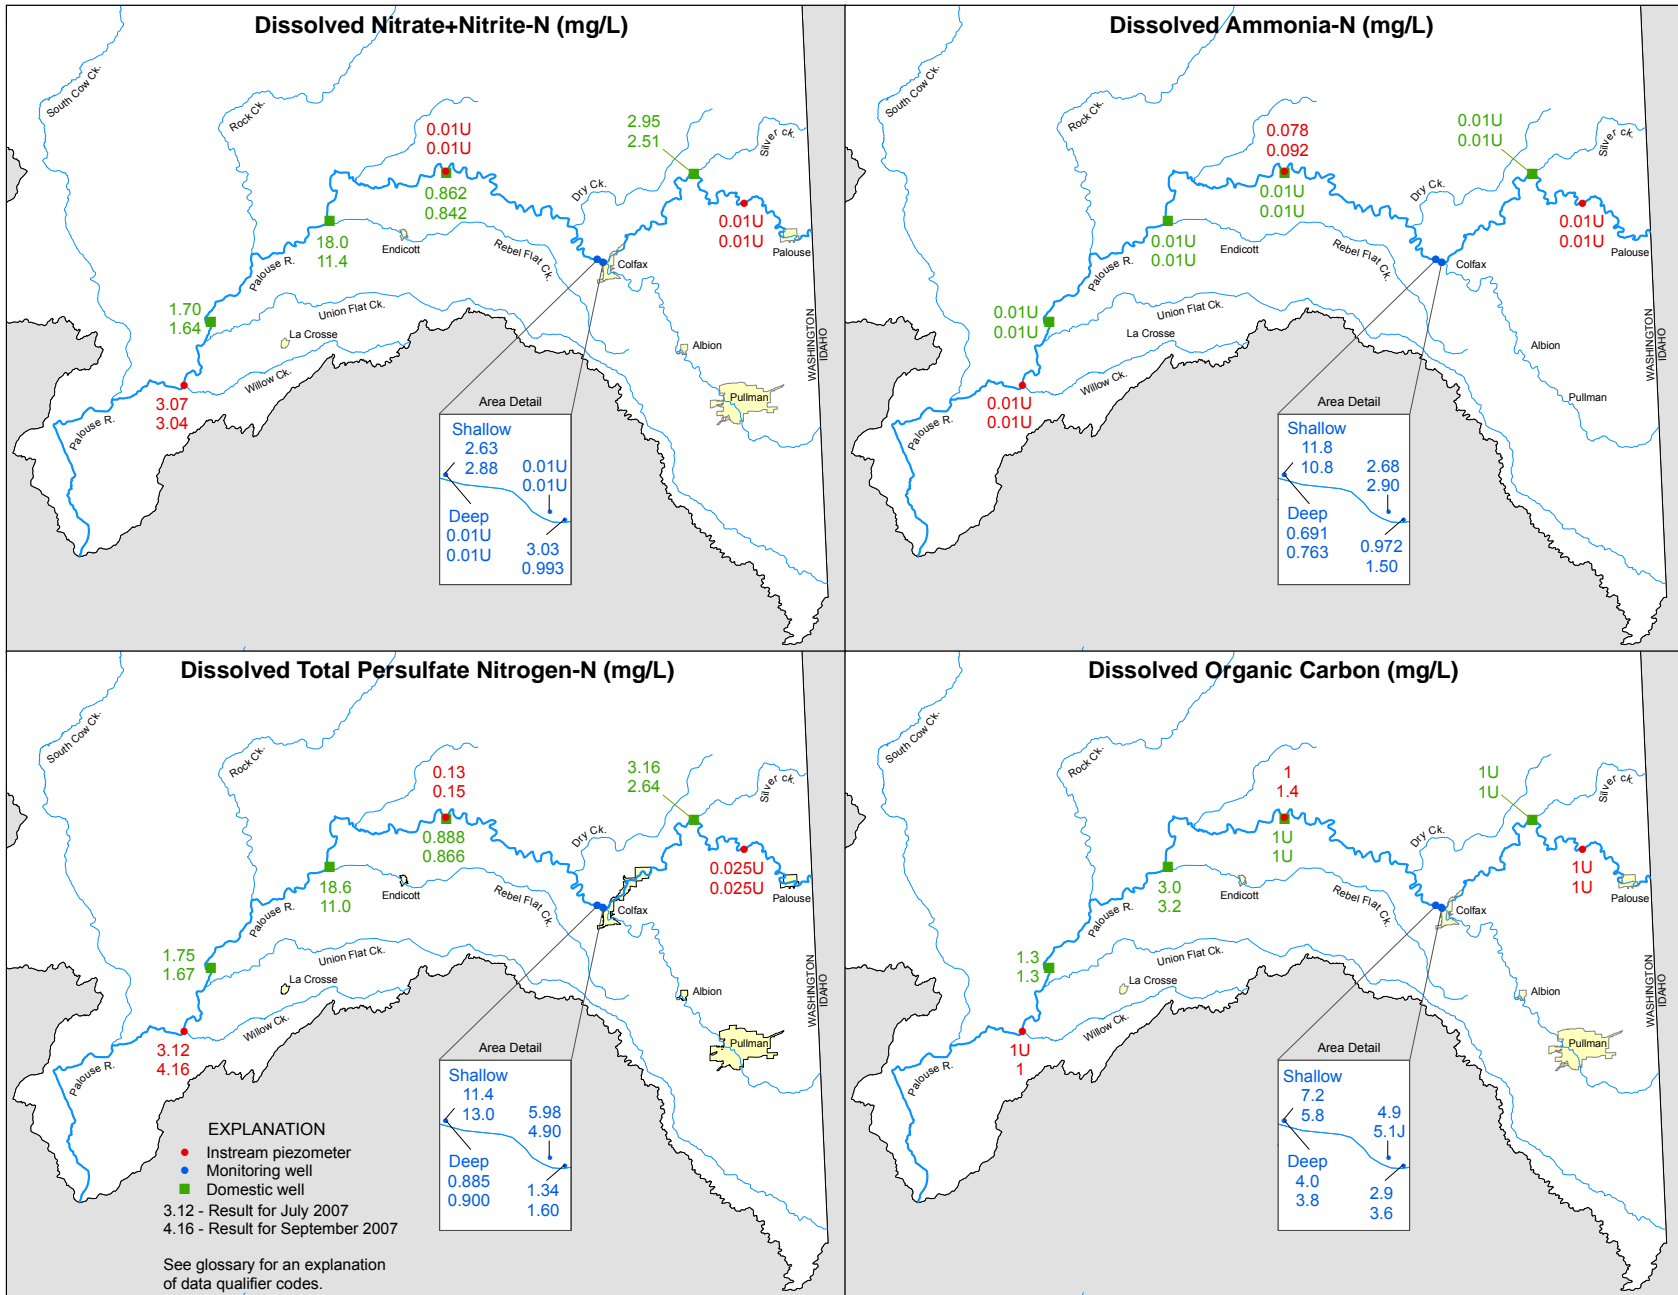 Dissolved Nitrate+Nitrite-N (mg/L)
South Cow Ck.
Rock Ck.
0.01U
0.01U
2.95
2.51
Silver ck.
Dry Ck.
0.862
0.842
0.01U
0.01U
18.0
11.4
Endicott
Rebel Flat Ck.
Palouse
Palouse R.
Colfax
1.70
1.64
Union Flat Ck.
La Crosse
Albion
WASHINGTON
IDAHO
Willow Ck.
3.07
3.04
Pullman
Palouse R.
Area Detail
Shallow
2.63
2.88
0.01U
0.01U
Deep
0.01U
0.01U
3.03
0.993
Dissolved Ammonia-N (mg/L)
South Cow Ck.
Rock Ck.
0.078
0.092
0.01U
0.01U
Silver ck.
Dry Ck.
0.01U
0.01U
0.01U
0.01U
0.01U
0.01U
Endicott
Rebel Flat Ck.
Palouse
Palouse R.
Colfax
0.01U
0.01U
Union Flat Ck.
La Crosse
Albion
WASHINGTON
IDAHO
Willow Ck.
0.01U
0.01U
Pullman
Palouse R.
Area Detail
Shallow
11.8
10.8
2.68
2.90
Deep
0.691
0.763
0.972
1.50
Dissolved Total Persulfate Nitrogen-N (mg/L)
South Cow Ck.
Rock Ck.
0.13
0.15
3.16
2.64
Silver ck.
Dry Ck.
0.888
0.866
0.025U
0.025U
18.6
11.0
Endicott
Rebel Flat Ck.
Palouse
Palouse R.
Colfax
1.75
1.67
Union Flat Ck.
La Crosse
Albion
WASHINGTON
IDAHO
Willow Ck.
3.12
4.16
Pullman
Palouse R.
Area Detail
Shallow
11.4
13.0
5.98
4.90
Deep
0.885
0.900
1.34
1.60
EXPLANATION
Instream piezometer
Monitoring well
Domestic well
3.12 - Result for July 2007
4.16 - Result for September 2007
See glossary for an explanation
of data qualifier codes.
Dissolved Organic Carbon (mg/L)
South Cow Ck.
Rock Ck.
1
1.4
1U
1U
Silver ck.
Dry Ck.
1U
1U
1U
1U
3.0
3.2
Endicott
Rebel Flat Ck.
Palouse
Palouse R.
Colfax
1.3
1.3
Union Flat Ck.
La Crosse
Albion
WASHINGTON
IDAHO
Willow Ck.
1U
1
Pullman
Palouse R.
Area Detail
Shallow
7.2
5.8
4.9
5.1J
Deep
4.0
3.8
2.9
3.6